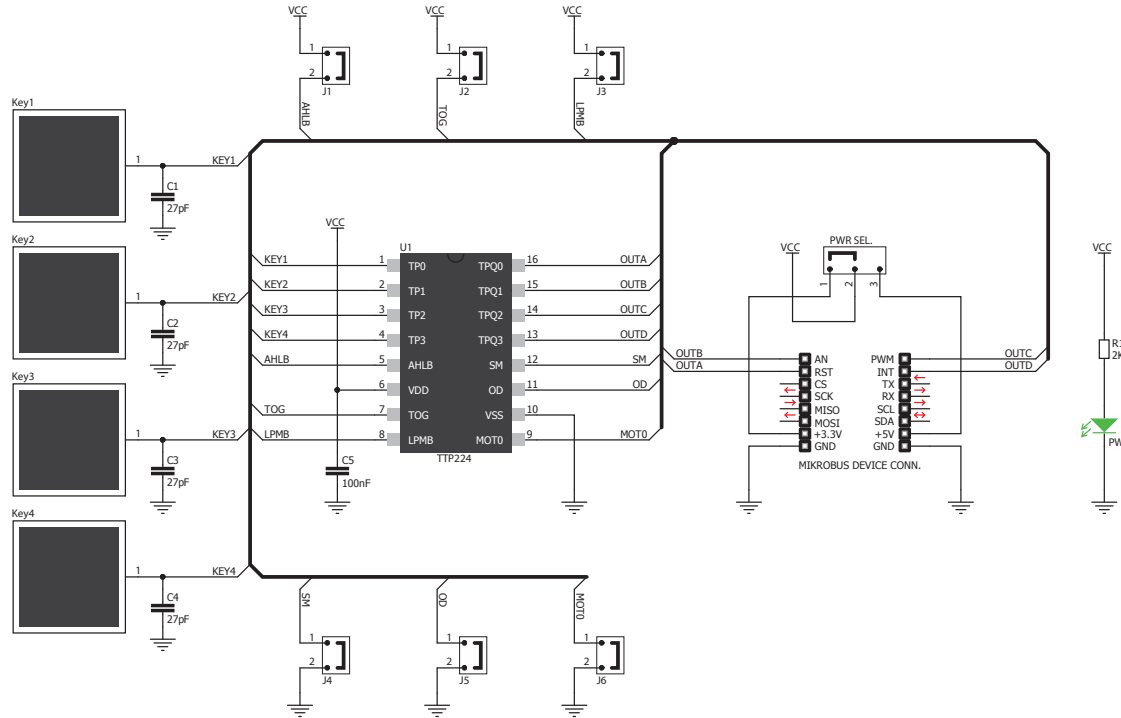 VCC
VCC
VCC
1
2
J1
1
2
J2
1
2
J3
AHLB
TOG
LPMB
Key1
1
KEY1
C1
27pF
Key2
1
KEY2
C2
27pF
Key3
1
KEY3
C3
27pF
Key4
1
KEY4
C4
27pF
VCC
C5
100nF
U1
KEY1 1 TP0 TPQ0 16 OUTA
KEY2 2 TP1 TPQ1 15 OUTB
KEY3 3 TP2 TPQ2 14 OUTC
KEY4 4 TP3 TPQ3 13 OUTD
AHLB 5 AHLB SM 12 SM
6 VDD OD 11 OD
TOG 7 TOG VSS 10
LPMB 8 LPMB MOT0 9 MOT0
TTP224
VCC
PWR SEL.
1 2 3
OUTB AN PWM OUTC
OUTA RST INT OUTD
CS TX
SCK RX
MISO SCL
MOSI SDA
+3.3V +5V
GND GND
MIKROBUS DEVICE CONN.
VCC
2K
PW
SM
OD
MOT0
1
2
J4
1
2
J5
1
2
J6